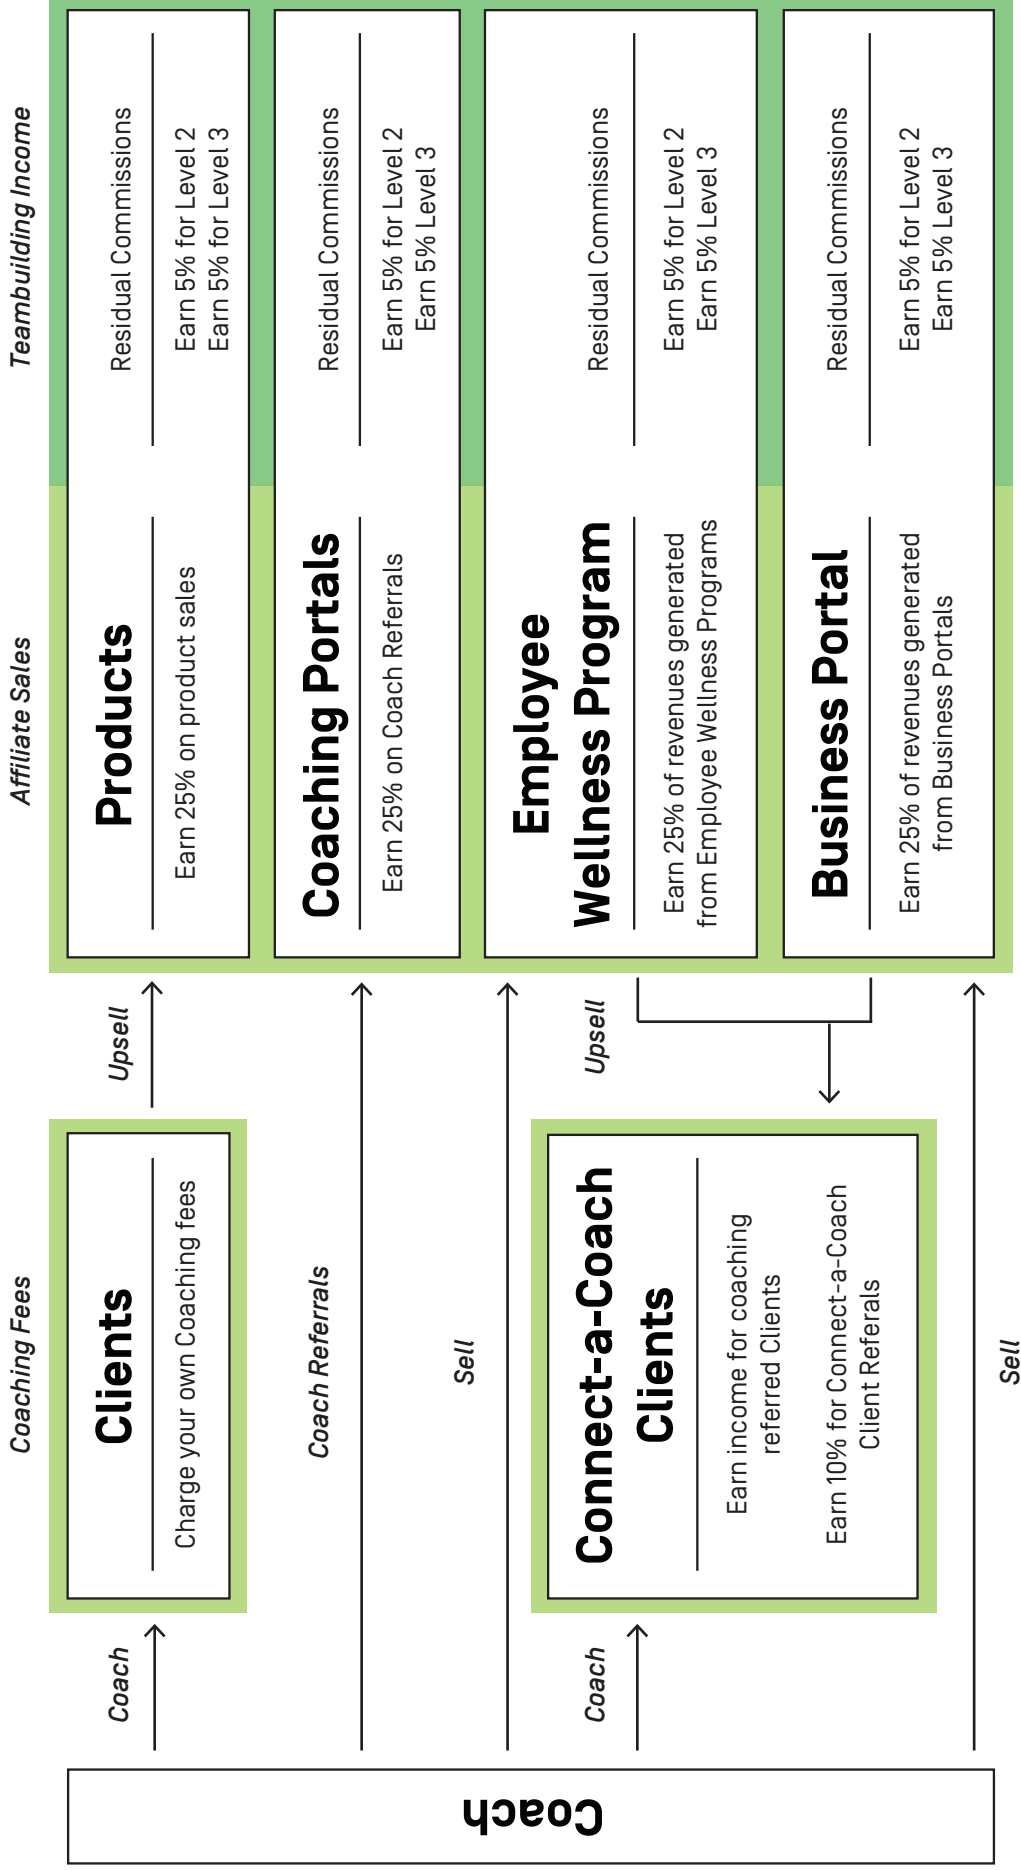 Coaching Fees
Affiliate Sales
Teambuilding Income
Coach
Coach
Clients
Charge your own Coaching fees
Upsell
Products
Earn 25% on product sales
Residual Commissions
Earn 5% for Level 2
Earn 5% for Level 3
Coach Referrals
Coaching Portals
Earn 25% on Coach Referrals
Residual Commissions
Earn 5% for Level 2
Earn 5% Level 3
Sell
Employee
Wellness Program
Earn 25% of revenues generated
from Employee Wellness Programs
Residual Commissions
Earn 5% for Level 2
Earn 5% Level 3
Coach
Connect-a-Coach
Clients
Earn income for coaching
referred Clients
Earn 10% for Connect-a-Coach
Client Referals
Upsell
Business Portal
Earn 25% of revenues generated
from Business Portals
Residual Commissions
Earn 5% for Level 2
Earn 5% Level 3
Sell